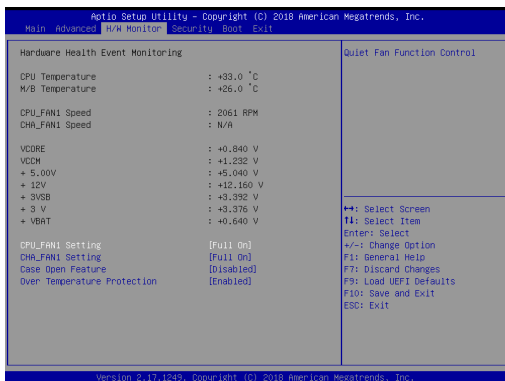 Aptio Setup Utility – Copyright (C) 2018 American Megatrends, Inc.
Main Advanced H/W Monitor Security Boot Exit
Hardware Health Event Monitoring
CPU Temperature : +33.0 °C
M/B Temperature : +26.0 °C
CPU_FAN1 Speed : 2061 RPM
CHA_FAN1 Speed : N/A
VCORE : +0.840 V
VCCM : +1.232 V
+ 5.00V : +5.040 V
+ 12V : +12.160 V
+ 3VSB : +3.392 V
+ 3 V : +3.376 V
+ VBAT : +0.640 V
CPU_FAN1 Setting [Full On]
CHA_FAN1 Setting [Full On]
Case Open Feature [Disabled]
Over Temperature Protection [Enabled]
Quiet Fan Function Control
↔: Select Screen
↑↓: Select Item
Enter: Select
+/-: Change Option
F1: General Help
F7: Discard Changes
F9: Load UEFI Defaults
F10: Save and Exit
ESC: Exit
Version 2.17.1249. Copyright (C) 2018 American Megatrends, Inc.